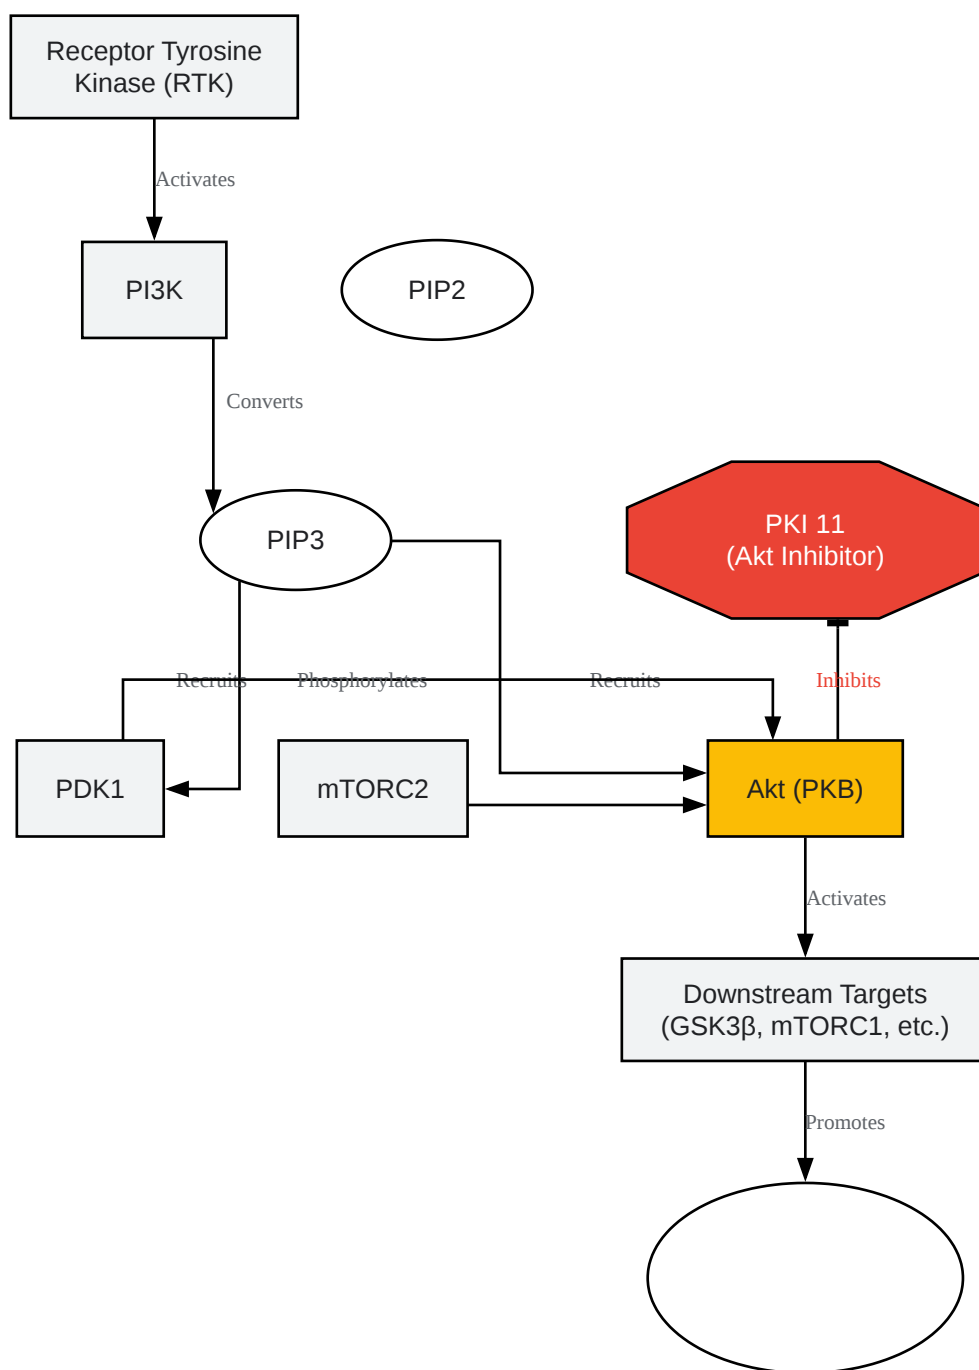 Receptor Tyrosine
Kinase (RTK)
Activates
PI3K
PIP2
Converts
PIP3
PKI 11
(Akt Inhibitor)
Recruits
Phosphorylates
Recruits
Inhibits
PDK1
mTORC2
Akt (PKB)
Activates
Downstream Targets
(GSK3β, mTORC1, etc.)
Promotes